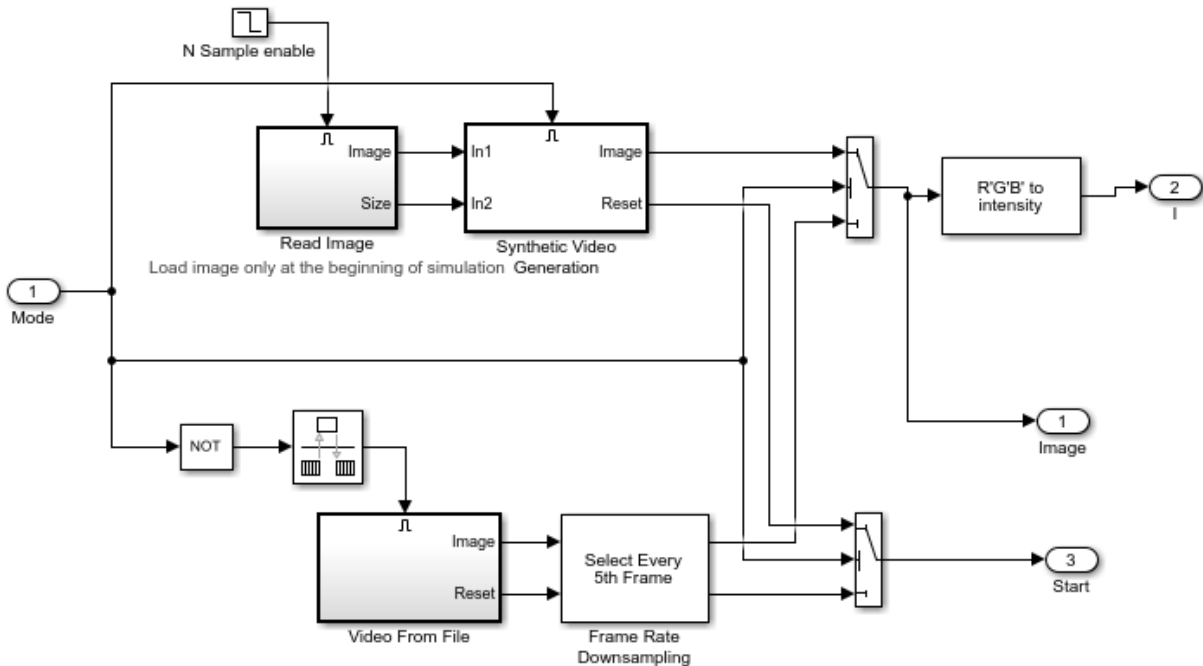 N Sample enable
Image
Size
Read Image
Load image only at the beginning of simulation
In1
In2
Image
Reset
Synthetic Video
Generation
R'G'B' to
intensity
2
I
1
Mode
1
Image
NOT
Image
Reset
Video From File
Select Every
5th Frame
Frame Rate
Downsampling
3
Start